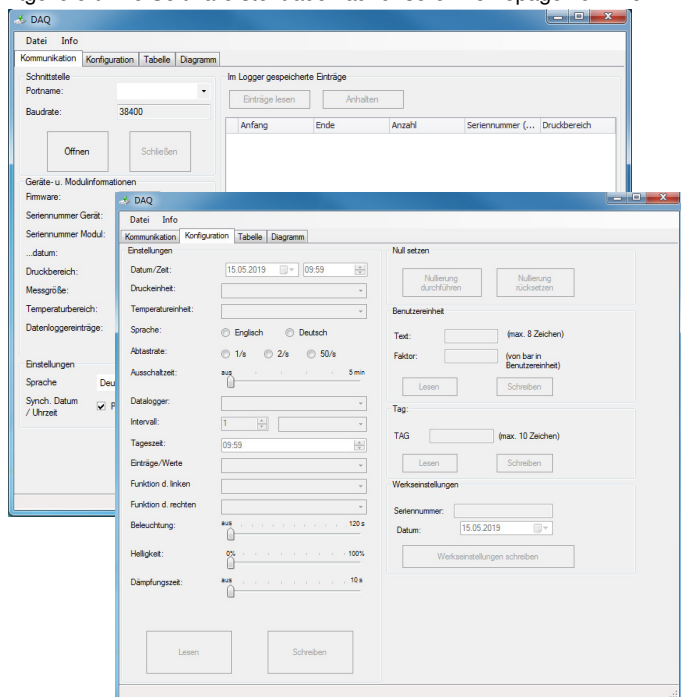 DAQ
Datei Info
Kommunikation Konfiguration Tabelle Diagramm
Schnittstelle
Portname:
Baudrate: 38400
Öffnen Schließen
Im Logger gespeicherte Einträge
Einträge lesen Anhalten
Anfang Ende Anzahl Seriennummer (... Druckbereich
Geräte- u. Modulinformationen
Firmware:
Seriennummer Gerät:
Seriennummer Modul:
...datum:
Druckbereich:
Messgröße:
Temperaturbereich:
Datenloggereinträge:
Einstellungen
Sprache Deu
Synch. Datum
/ Uhrzeit
DAQ
Datei Info
Kommunikation Konfiguration Tabelle Diagramm
Einstellungen
Datum/Zeit: 15.05.2019 09:59
Druckeinheit:
Temperatureinheit:
Sprache: Englisch Deutsch
Abtastrate: 1/s 2/s 50/s
Ausschaltzeit: aus 5 min
Datalogger:
Intervall: 1
Tageszeit: 09:59
Einträge/Werte
Funktion d. linken
Funktion d. rechten
Beleuchtung: aus 120 s
Helligkeit: 0% 100%
Dämpfungszeit: aus 10 s
Lesen Schreiben
Null setzen
Nullierung
durchführen
Nullierung
rücksetzen
Benutzereinheit
Text: (max. 8 Zeichen)
Faktor: (von bar in
Benutzereinheit)
Lesen Schreiben
Tag:
TAG (max. 10 Zeichen)
Lesen Schreiben
Werkseinstellungen
Seriennummer:
Datum: 15.05.2019
Werkseinstellungen schreiben